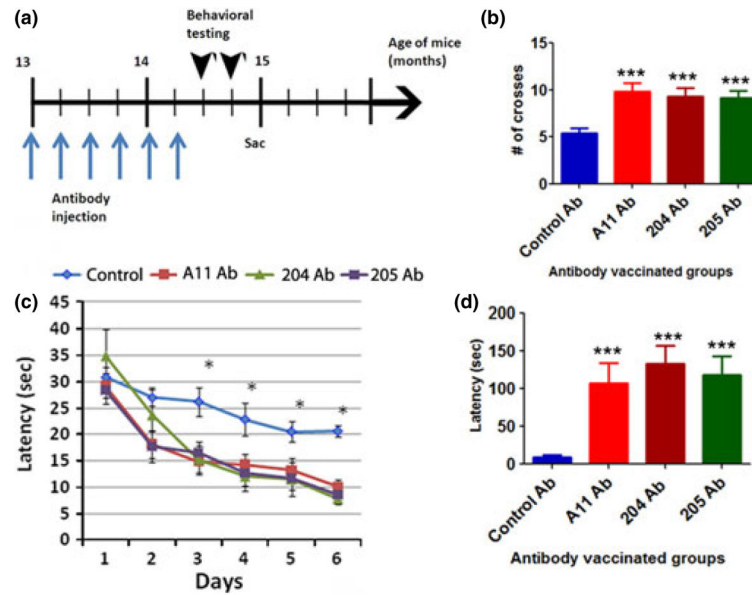 (a)
Behavioral
testing
13
14
15
Age of mice
(months)
Sac
Antibody
injection
(b)
15
10
5
0
# of crosses
***
***
***
Control Ab
A11 Ab
204 Ab
205 Ab
Antibody vaccinated groups
Control
A11 Ab
204 Ab
205 Ab
(c)
45
40
35
30
25
20
15
10
5
0
Latency (sec)
*
*
*
*
1 2 3 4 5 6
Days
(d)
200
150
100
50
0
Latency (sec)
***
***
***
Control Ab
A11 Ab
204 Ab
205 Ab
Antibody vaccinated groups